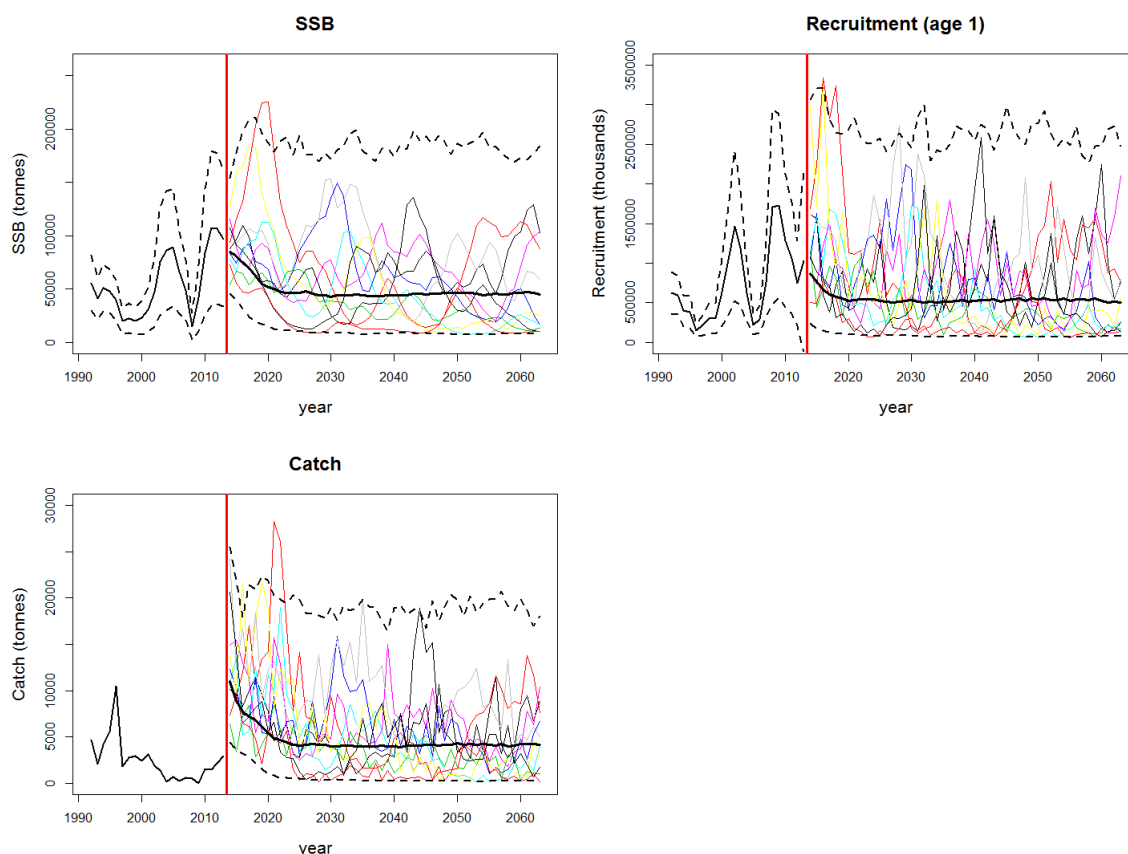 SSB
SSB (tonnes)
200000
100000
50000
0
1990 2000 2010 2020 2030 2040 2050 2060
year
Recruitment (age 1)
Recruitment (thousands)
3500000
2500000
1500000
500000
0
1990 2000 2010 2020 2030 2040 2050 2060
year
Catch
Catch (tonnes)
30000
20000
10000
5000
0
1990 2000 2010 2020 2030 2040 2050 2060
year